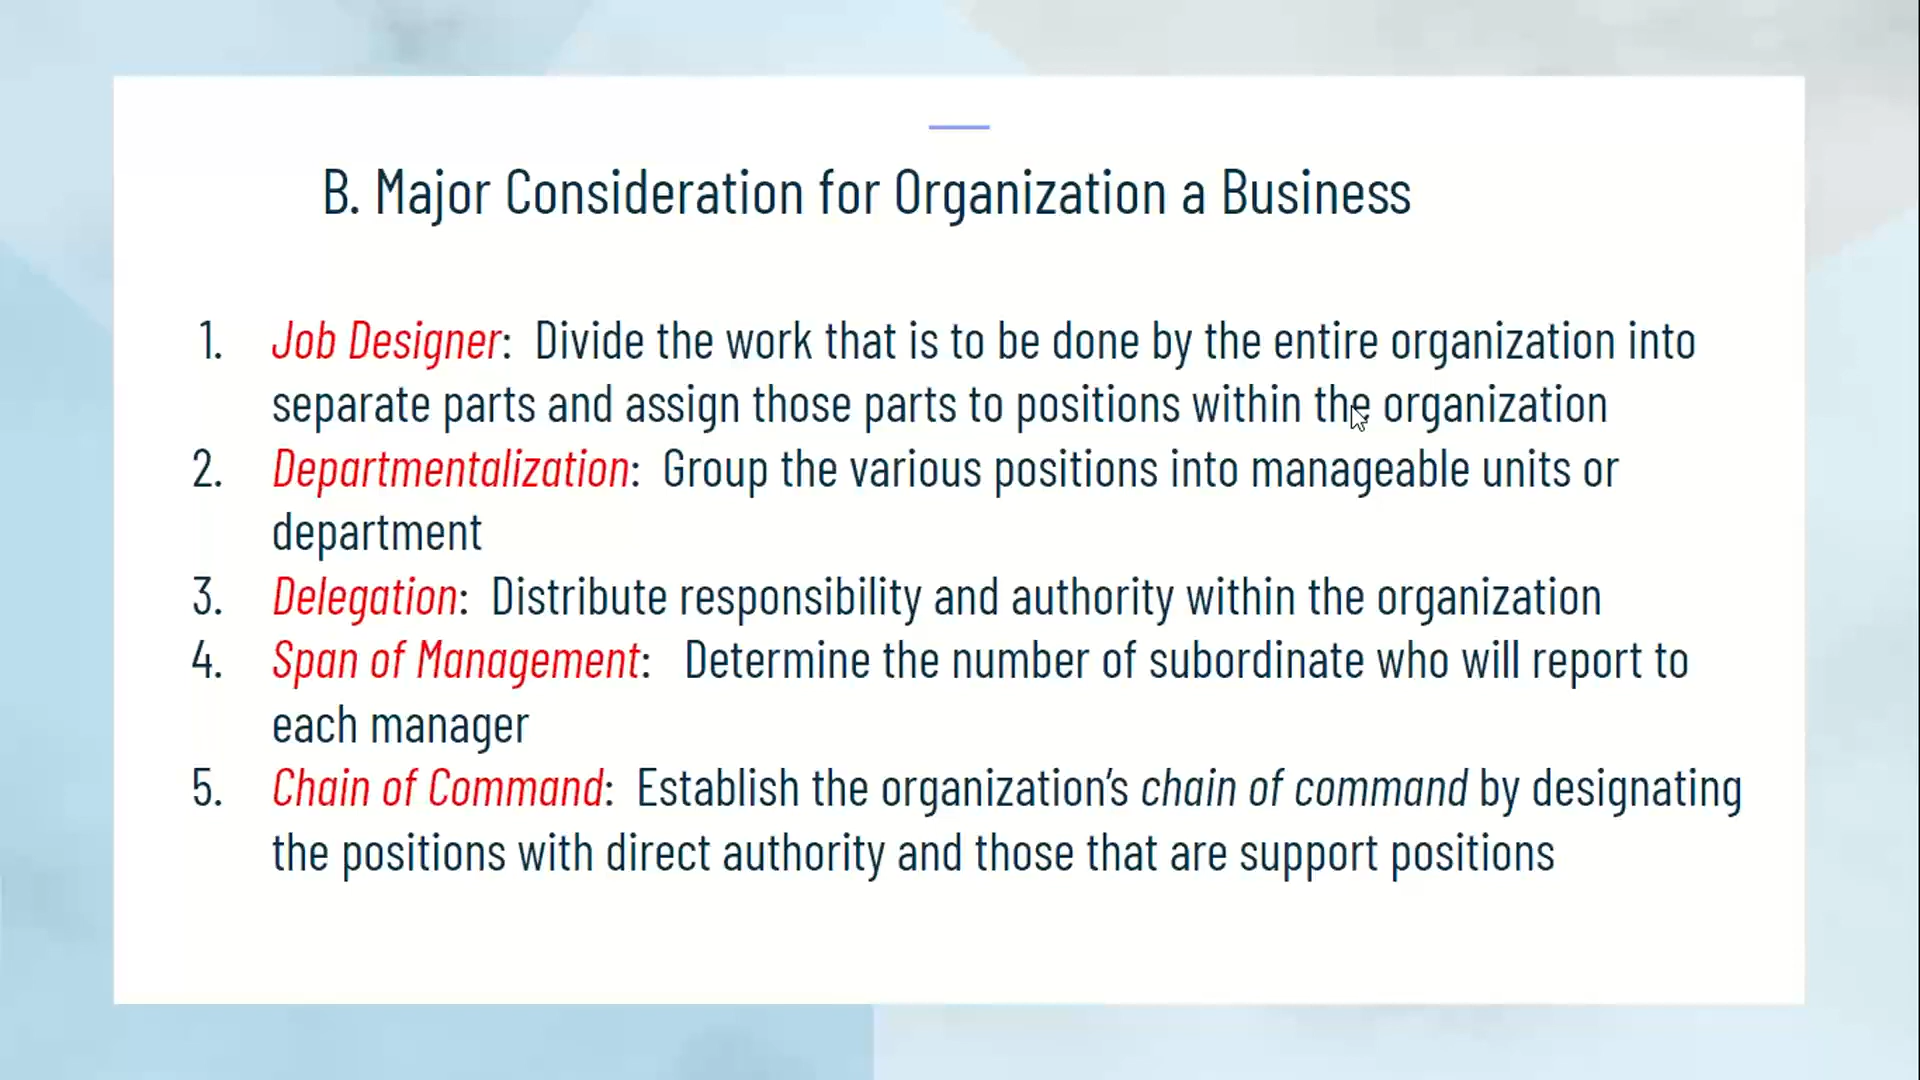 B. Major Consideration for Organization a Business
1. Job Designer: Divide the work that is to be done by the entire organization into
separate parts and assign those parts to positions within the organization
2. Departmentalization: Group the various positions into manageable units or
department
3. Delegation: Distribute responsibility and authority within the organization
4. Span of Management: Determine the number of subordinate who will report to
each manager
5. Chain of Command: Establish the organization’s chain of command by designating
the positions with direct authority and those that are support positions